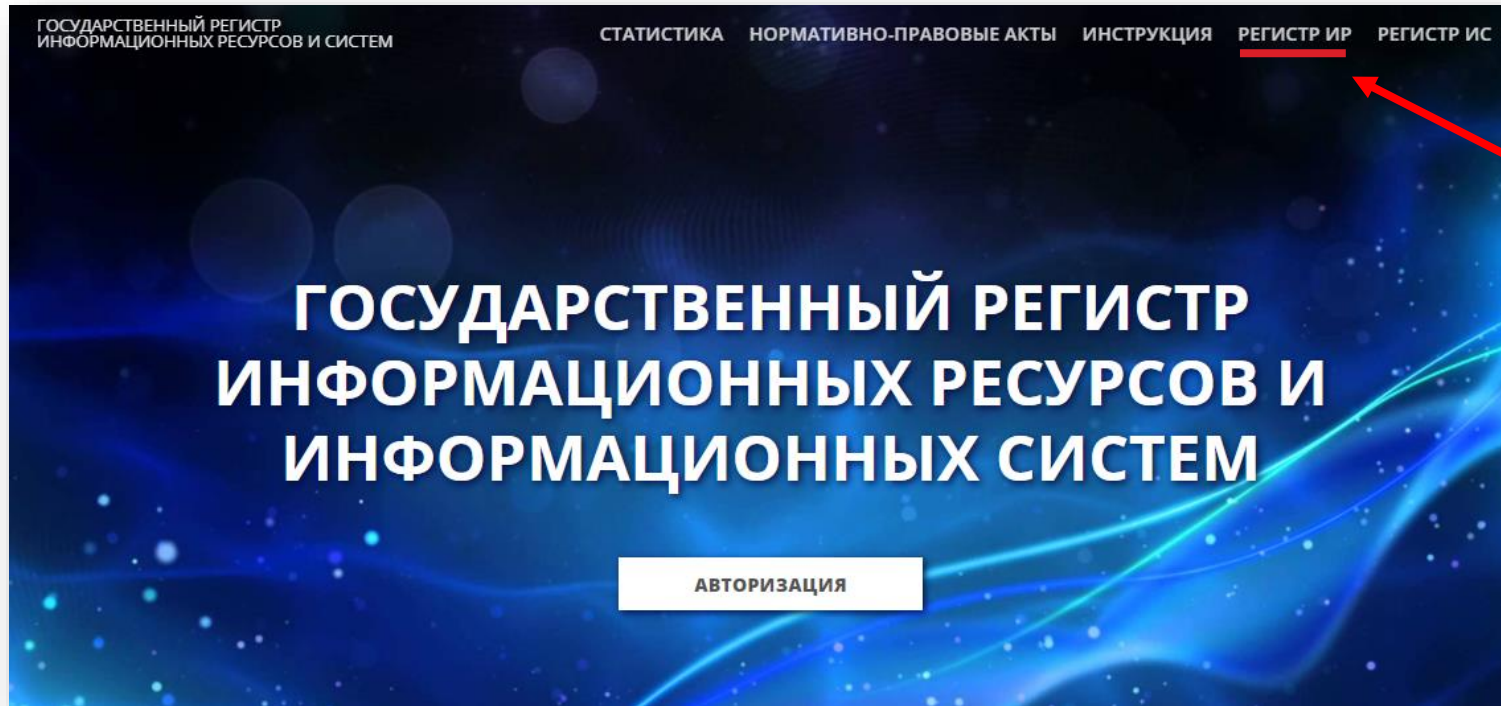 ГОСУДАРСТВЕННЫЙ РЕГИСТР
ИНФОРМАЦИОННЫХ РЕСУРСОВ И СИСТЕМ
СТАТИСТИКА НОРМАТИВНО-ПРАВОВЫЕ АКТЫ ИНСТРУКЦИЯ РЕГИСТР ИР РЕГИСТР ИС
ГОСУДАРСТВЕННЫЙ РЕГИСТР
ИНФОРМАЦИОННЫХ РЕСУРСОВ И
ИНФОРМАЦИОННЫХ СИСТЕМ
АВТОРИЗАЦИЯ